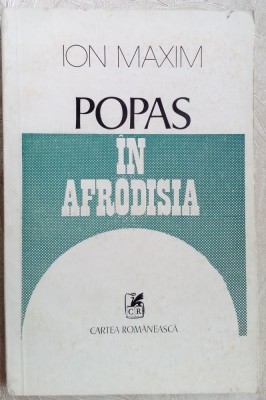 ION MAXIM
POPAS
ÎN
AFRODISIA
CR
CARTEA ROMÂNEASCĂ